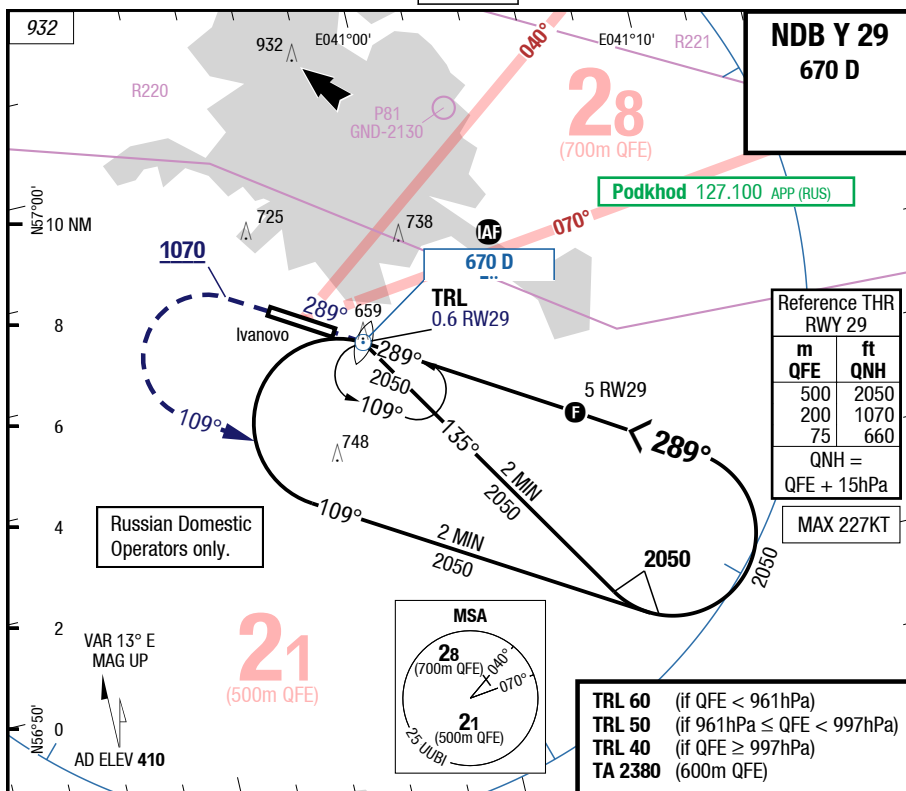 932
E041°00'
E041°10'
R221
NDB Y 29
670 D
932
040°
R220
P81
GND-2130
28
(700m QFE)
Podkhod 127.100 APP (RUS)
N57°00'
10 NM
725
738
IAF
070°
1070
670 D
TRL
0.6 RW29
289°
659
Reference THR
RWY 29
m ft
QFE QNH
500 2050
200 1070
75 660
QNH =
QFE + 15hPa
8
Ivanovo
289°
2050
5 RW29
F
109°
6
109°
748
135°
289°
2 MIN
2050
MAX 227KT
4
Russian Domestic
Operators only.
109°
2 MIN
2050
2050
2050
2
VAR 13° E
MAG UP
21
(500m QFE)
MSA
28
(700m QFE)
040°
070°
21
(500m QFE)
25 UUBI
N56°50'
0
AD ELEV 410
TRL 60 (if QFE < 961hPa)
TRL 50 (if 961hPa ≤ QFE < 997hPa)
TRL 40 (if QFE ≥ 997hPa)
TA 2380 (600m QFE)